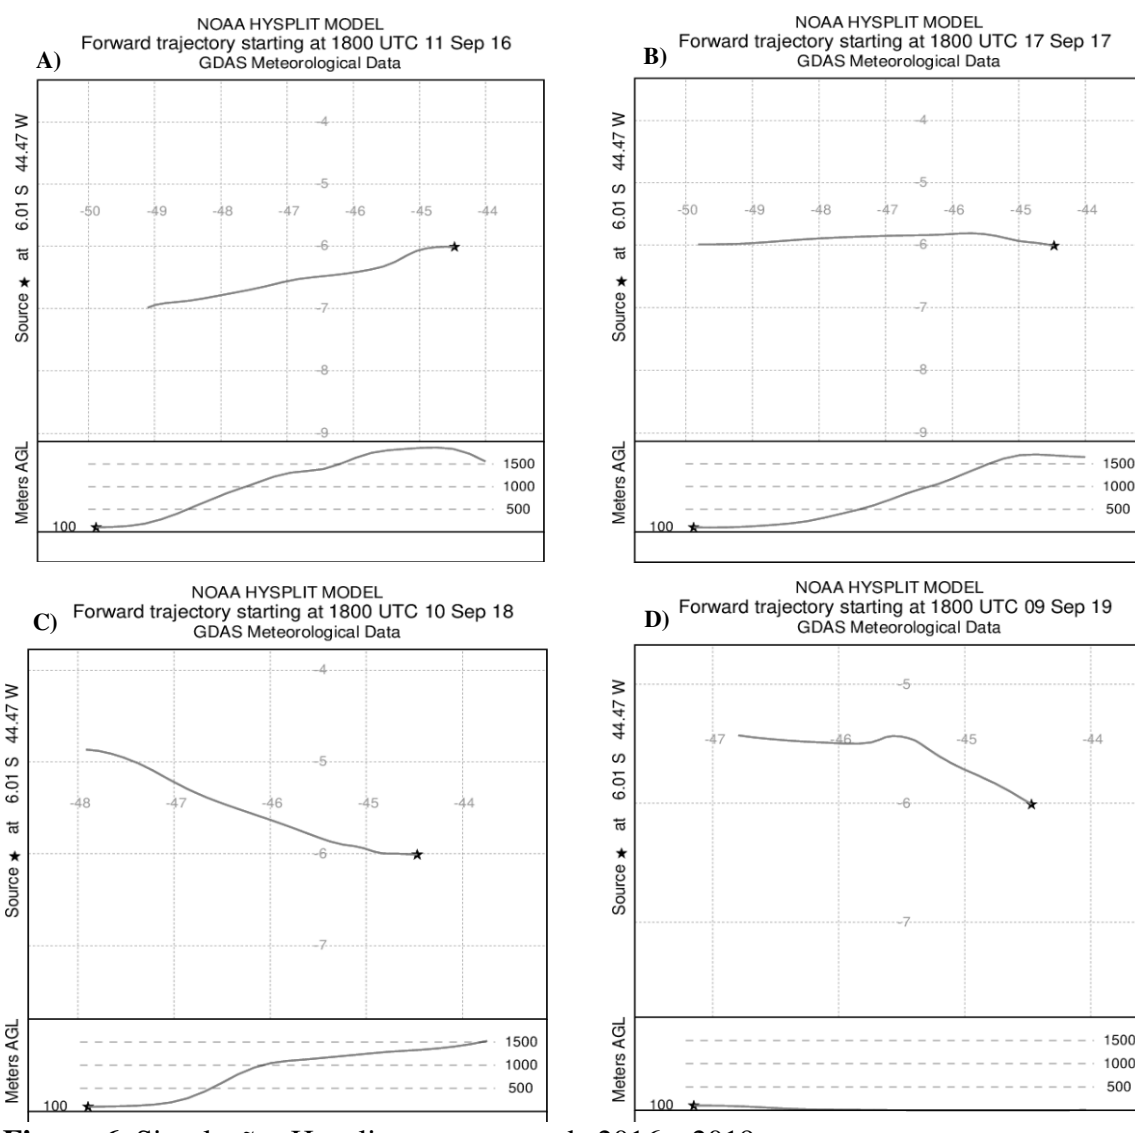 NOAA HYSPLIT MODEL
Forward trajectory starting at 1800 UTC 11 Sep 16
GDAS Meteorological Data
A)
Source ★ at 6.01 S 44.47 W
-4
-5
-50 -49 -48 -47 -46 -45 -44
-6
-7
-8
-9
Meters AGL
1500
1000
500
100
NOAA HYSPLIT MODEL
Forward trajectory starting at 1800 UTC 17 Sep 17
GDAS Meteorological Data
B)
Source ★ at 6.01 S 44.47 W
-4
-5
-50 -49 -48 -47 -46 -45 -44
-6
-7
-8
-9
Meters AGL
1500
1000
500
100
NOAA HYSPLIT MODEL
Forward trajectory starting at 1800 UTC 10 Sep 18
GDAS Meteorological Data
C)
Source ★ at 6.01 S 44.47 W
-4
-5
-48 -47 -46 -45 -44
-6
-7
Meters AGL
1500
1000
500
100
NOAA HYSPLIT MODEL
Forward trajectory starting at 1800 UTC 09 Sep 19
GDAS Meteorological Data
D)
Source ★ at 6.01 S 44.47 W
-5
-47 -46 -45 -44
-6
-7
Meters AGL
1500
1000
500
100